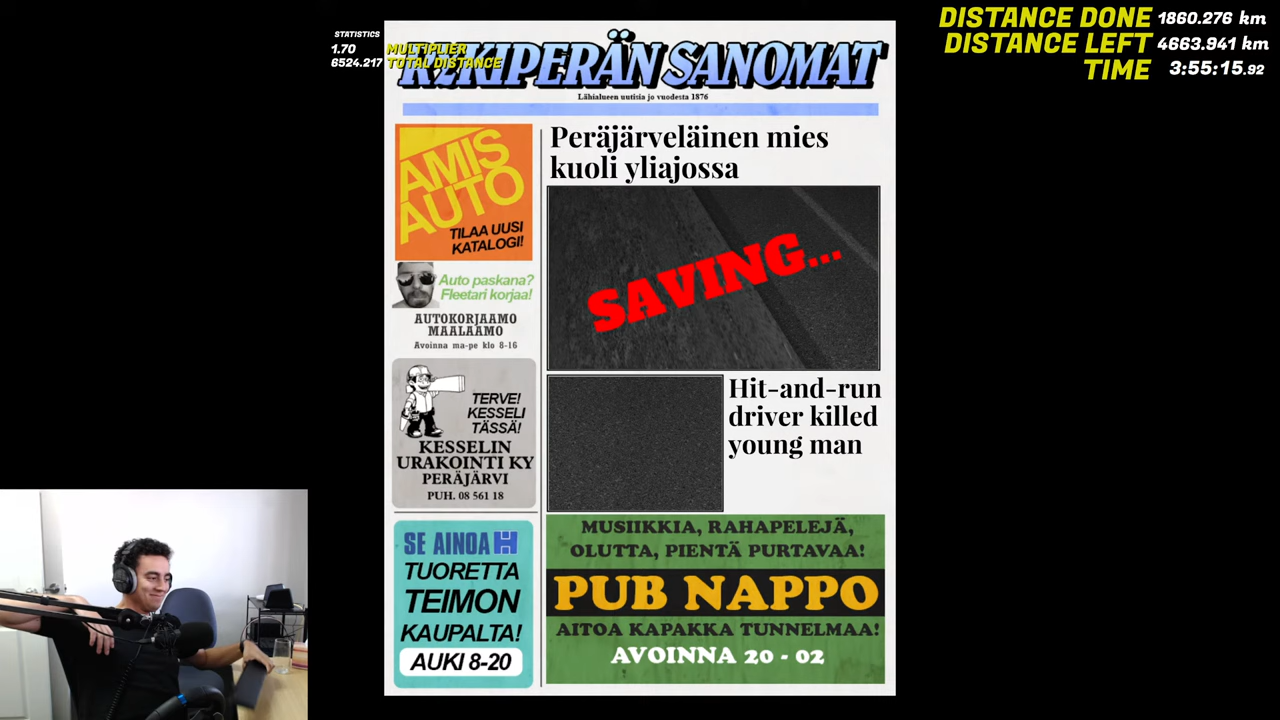 STATISTICS
1.70 MULTIPLIER
6524.217 TOTAL DISTANCE
DISTANCE DONE 1860.276 km
DISTANCE LEFT 4663.941 km
TIME 3:55:15.92
SANOMAT
Lähialueen uutisia jo vuodesta 1876
AMIS
AUTO
TILAA UUSI
KATALOGI!
Auto paskana?
Fleetari korjaa!
AUTOKORJAAMO
MAALAAMO
Avoinna ma-pe klo 8-16
TERVE!
KESSELI
TÄSSÄ!
KESSELIN
URAKOINTI KY
PERÄJÄRVI
PUH. 08 561 18
SE AINOA
TUORETTA
TEIMON
KAUPALTA!
AUKI 8-20
Peräjärveläinen mies
kuoli yliajossa
SAVING...
Hit-and-run
driver killed
young man
MUSIIKKIA, RAHAPELEJÄ,
OLUTTA, PIENTÄ PURTAVAA!
PUB NAPPO
AITOA KAPAKKA TUNNELMAA!
AVOINNA 20 - 02